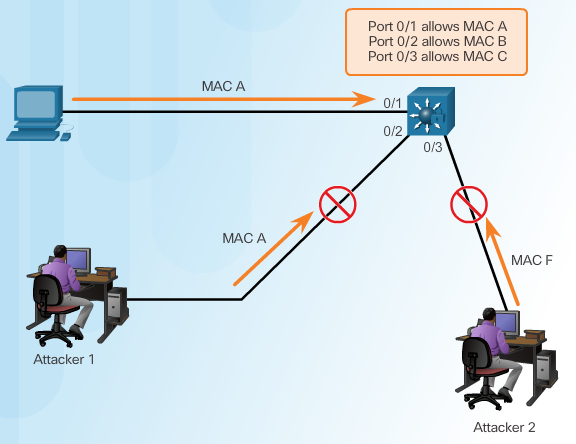 Port 0/1 allows MAC A
Port 0/2 allows MAC B
Port 0/3 allows MAC C
MAC A
0/1
0/2
0/3
MAC A
MAC F
Attacker 1
Attacker 2